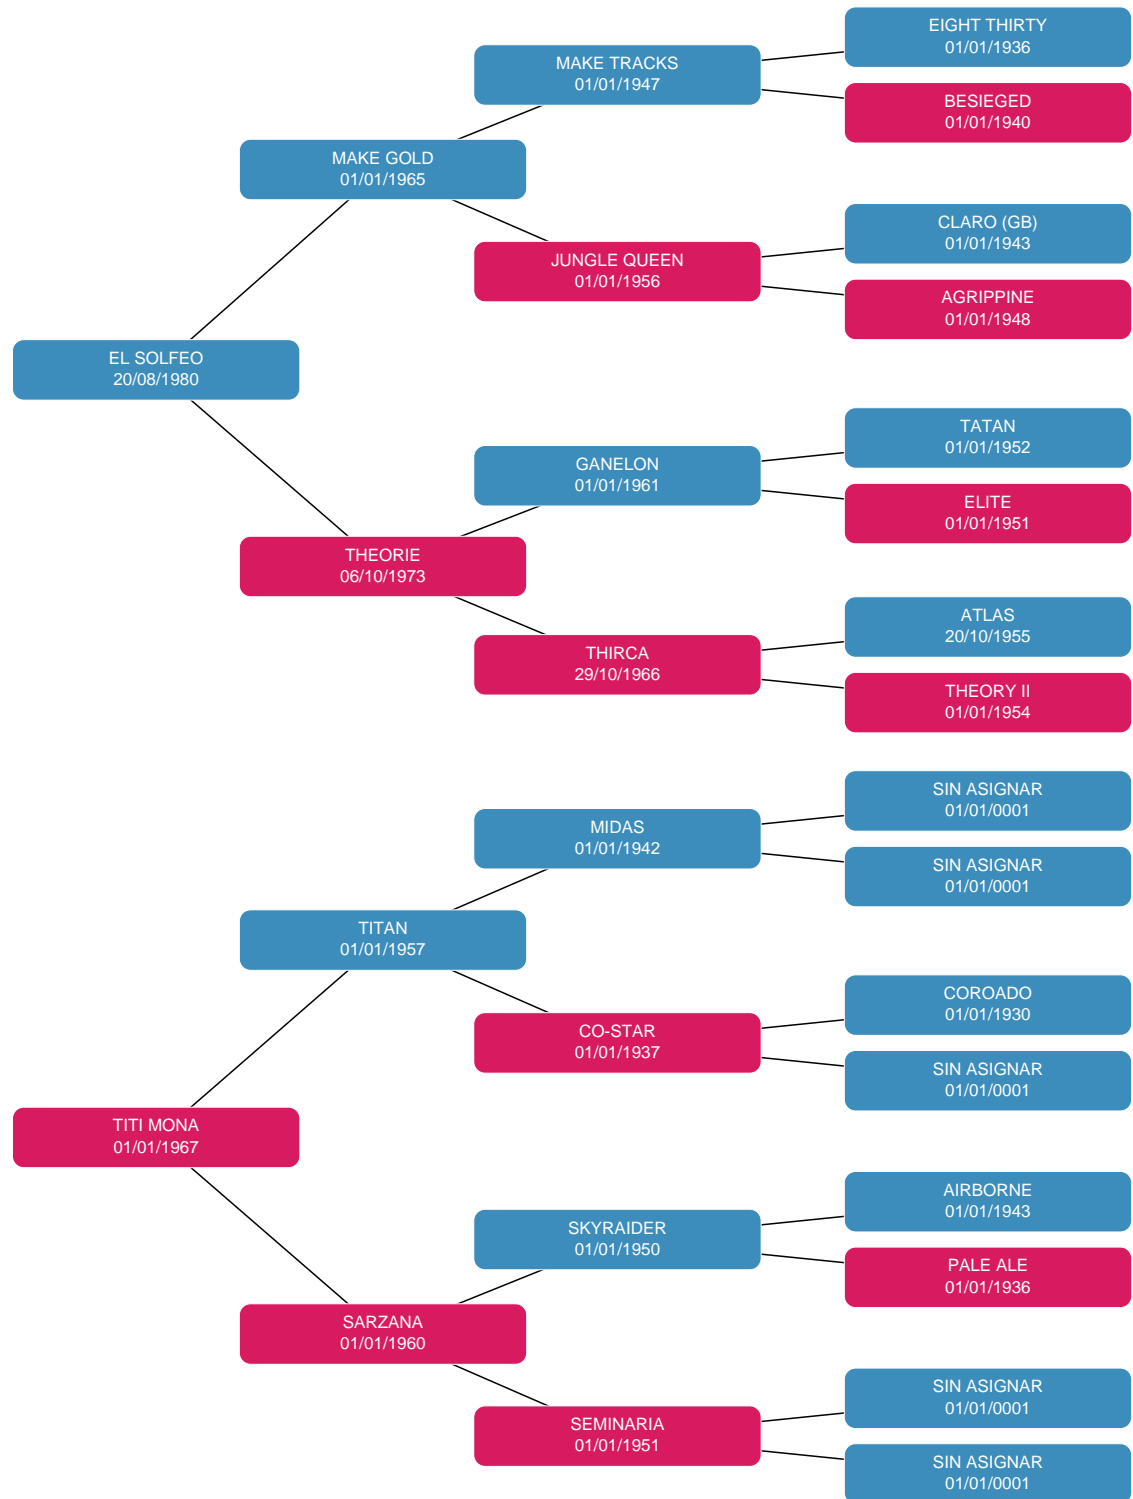 EIGHT THIRTY
01/01/1936
MAKE TRACKS
01/01/1947
BESIEGED
01/01/1940
MAKE GOLD
01/01/1965
CLARO (GB)
01/01/1943
JUNGLE QUEEN
01/01/1956
AGRIPPINE
01/01/1948
EL SOLFEO
20/08/1980
TATAN
01/01/1952
GANELON
01/01/1961
ELITE
01/01/1951
THEORIE
06/10/1973
ATLAS
20/10/1955
THIRCA
29/10/1966
THEORY II
01/01/1954
SIN ASIGNAR
01/01/0001
MIDAS
01/01/1942
SIN ASIGNAR
01/01/0001
TITAN
01/01/1957
COROADO
01/01/1930
CO-STAR
01/01/1937
SIN ASIGNAR
01/01/0001
TITI MONA
01/01/1967
AIRBORNE
01/01/1943
SKYRAIDER
01/01/1950
PALE ALE
01/01/1936
SARZANA
01/01/1960
SIN ASIGNAR
01/01/0001
SEMINARIA
01/01/1951
SIN ASIGNAR
01/01/0001